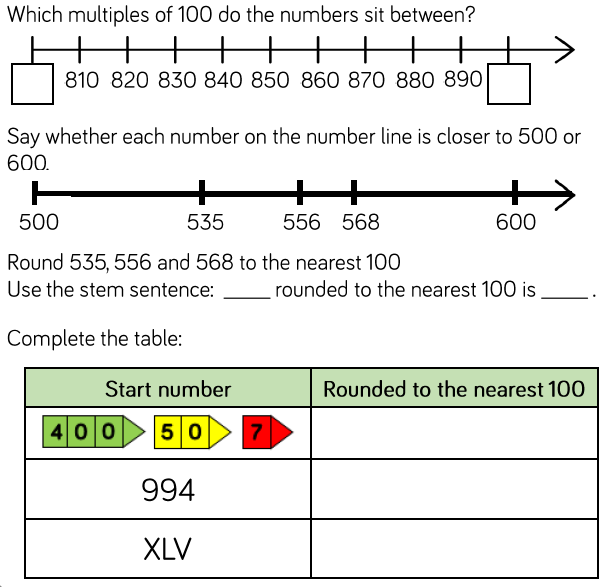 Which multiples of 100 do the numbers sit between?
810 820 830 840 850 860 870 880 890
Say whether each number on the number line is closer to 500 or
600.
500 535 556 568 600
Round 535, 556 and 568 to the nearest 100
Use the stem sentence: ____ rounded to the nearest 100 is ____ .
Complete the table:
Start number Rounded to the nearest 100
4 0 0 5 0 7
994
XLV